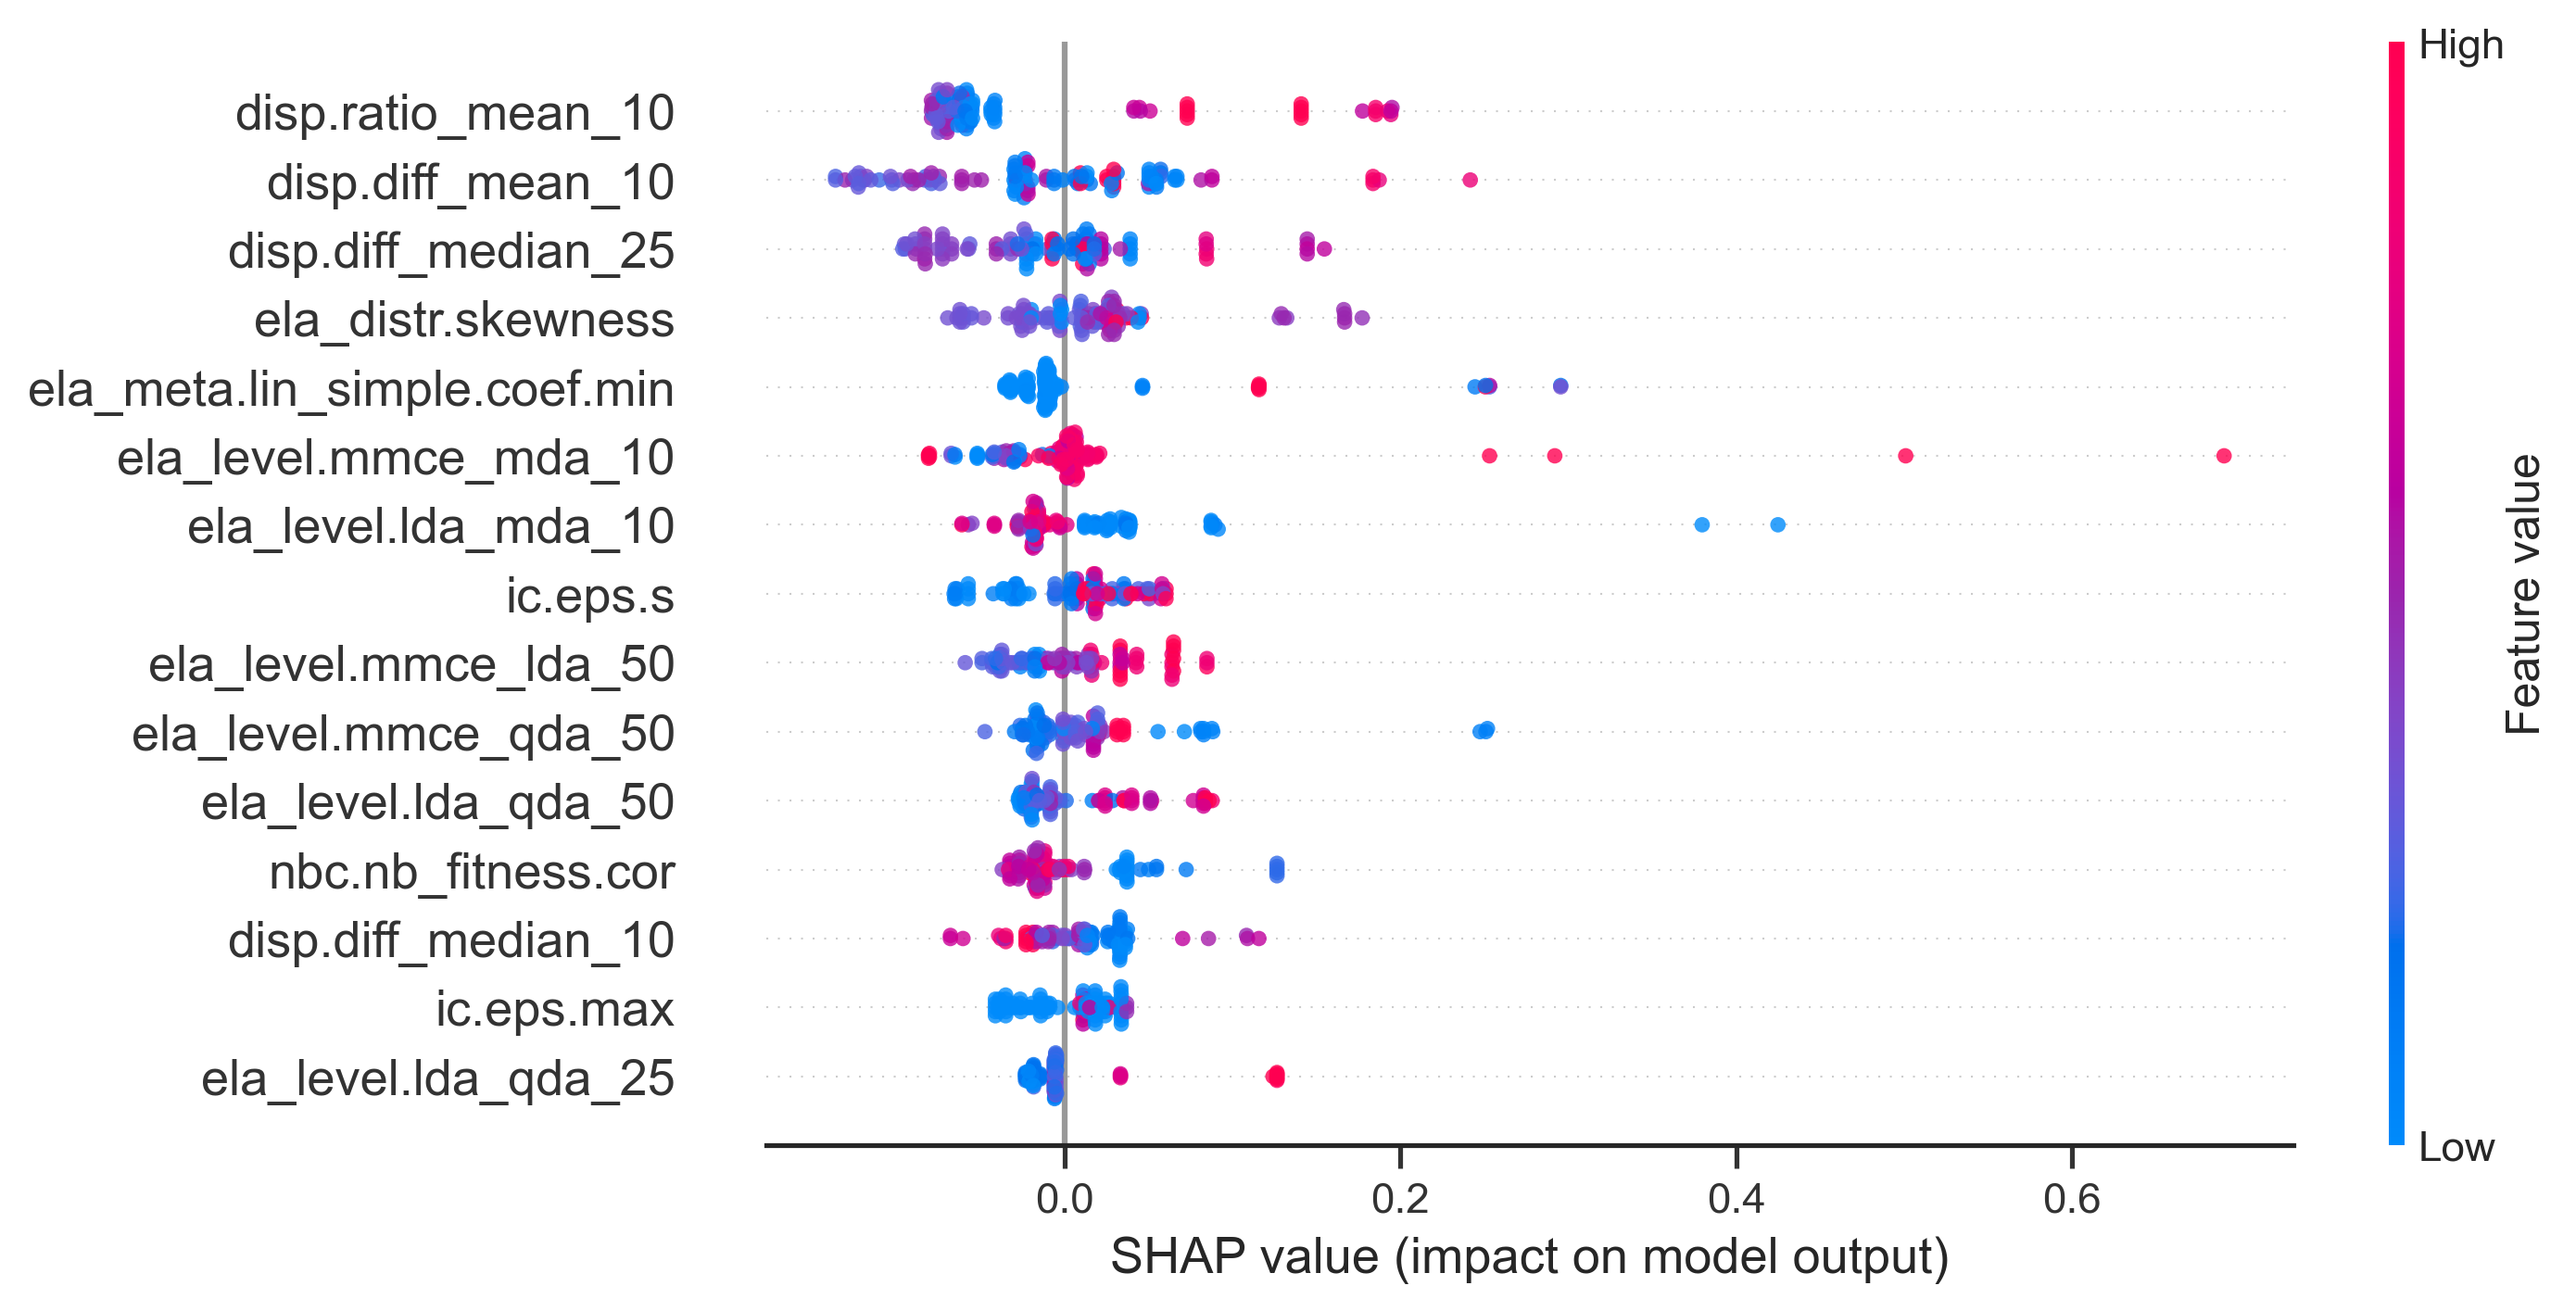 High
disp.ratio_mean_10
disp.diff_mean_10
disp.diff_median_25
ela_distr.skewness
ela_meta.lin_simple.coef.min
ela_level.mmce_mda_10
ela_level.lda_mda_10
ic.eps.s
ela_level.mmce_lda_50
ela_level.mmce_qda_50
ela_level.lda_qda_50
nbc.nb_fitness.cor
disp.diff_median_10
ic.eps.max
ela_level.lda_qda_25
Feature value
Low
0.0 0.2 0.4 0.6
SHAP value (impact on model output)